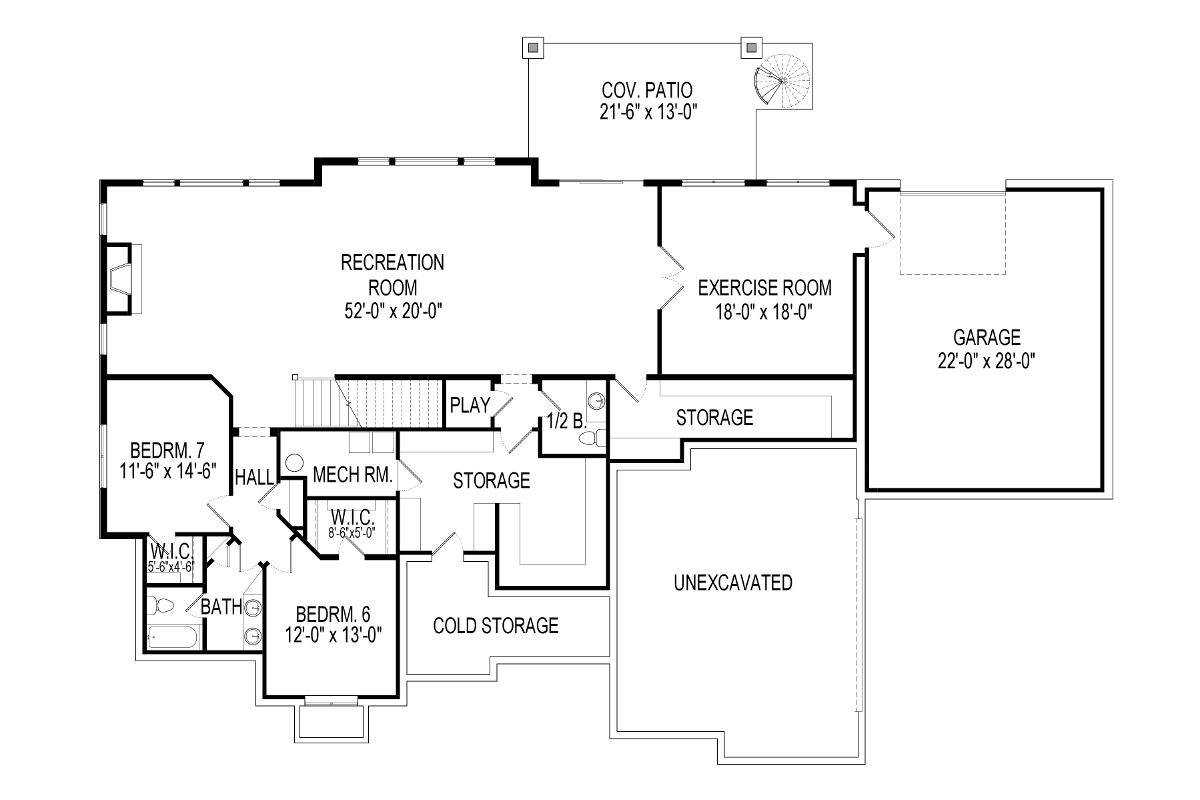 COV. PATIO
21'-6" x 13'-0"
RECREATION
ROOM
52'-0" x 20'-0"
EXERCISE ROOM
18'-0" x 18'-0"
GARAGE
22'-0" x 28'-0"
PLAY
1/2 B.
STORAGE
BEDRM. 7
11'-6" x 14'-6"
HALL
MECH RM.
STORAGE
W.I.C.
8'-6"x5'-0"
W.I.C.
5'-6"x4'-6"
UNEXCAVATED
BATH
BEDRM. 6
12'-0" x 13'-0"
COLD STORAGE